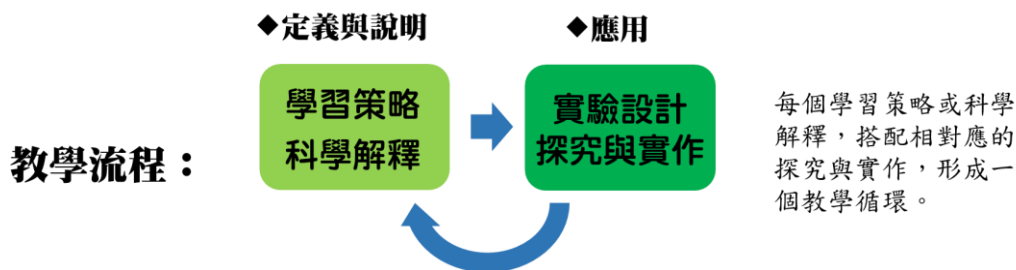 ◆定義與說明
◆應用
教學流程：
學習策略
科學解釋
實驗設計
探究與實作
每個學習策略或科學
解釋，搭配相對應的
探究與實作，形成一
個教學循環。